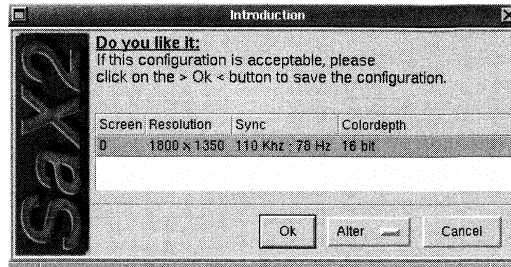 Introduction
SaX2
Do you like it:
If this configuration is acceptable, please
click on the > Ok < button to save the configuration.
Screen Resolution Sync Colordepth
0 1800 x 1350 110 Khz - 78 Hz 16 bit
Ok Alter Cancel